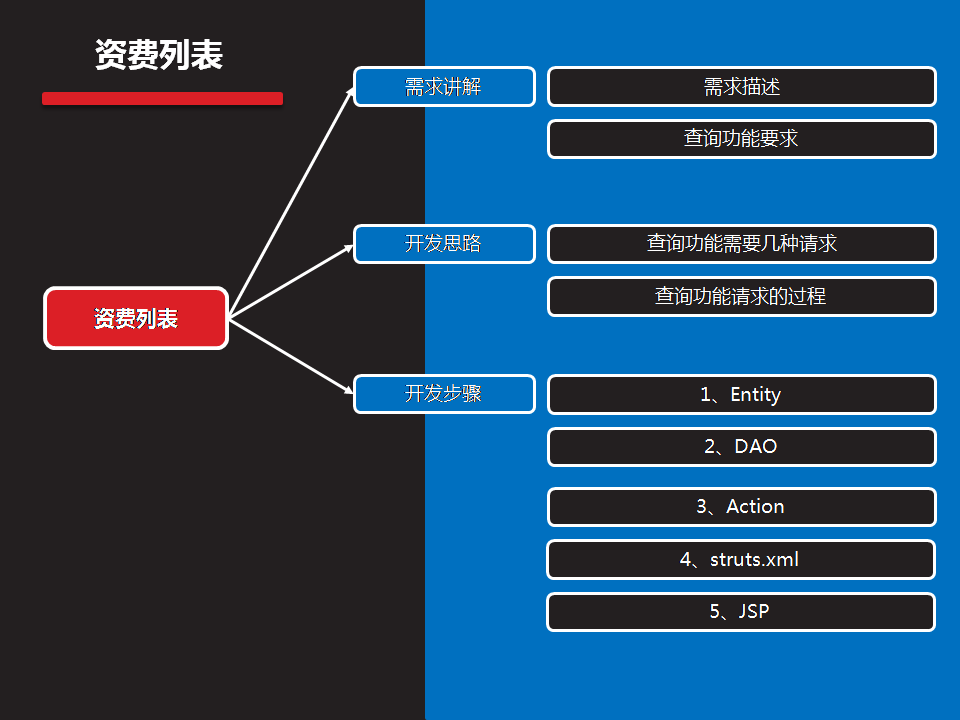 资费列表
需求讲解
需求描述
查询功能要求
开发思路
查询功能需要几种请求
查询功能请求的过程
资费列表
开发步骤
1、Entity
2、DAO
3、Action
4、struts.xml
5、JSP